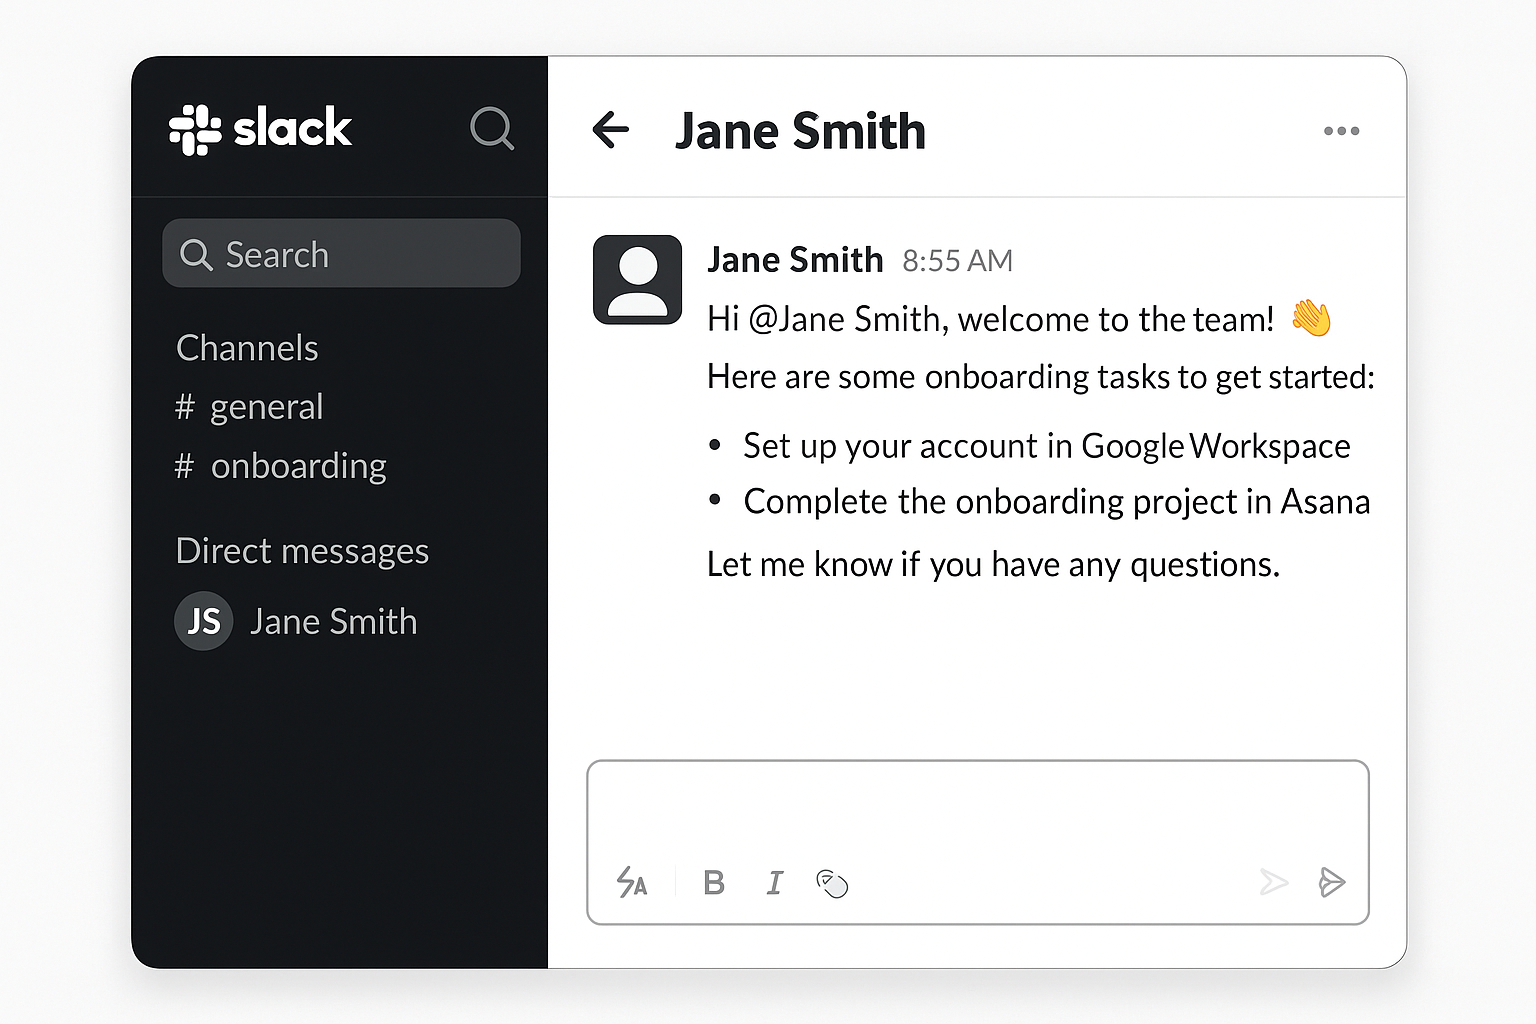 slack
Search
Channels
# general
# onboarding
Direct messages
JS Jane Smith
Jane Smith
Jane Smith 8:55 AM
Hi @Jane Smith, welcome to the team! 👋
Here are some onboarding tasks to get started:
• Set up your account in Google Workspace
• Complete the onboarding project in Asana
Let me know if you have any questions.
A B I